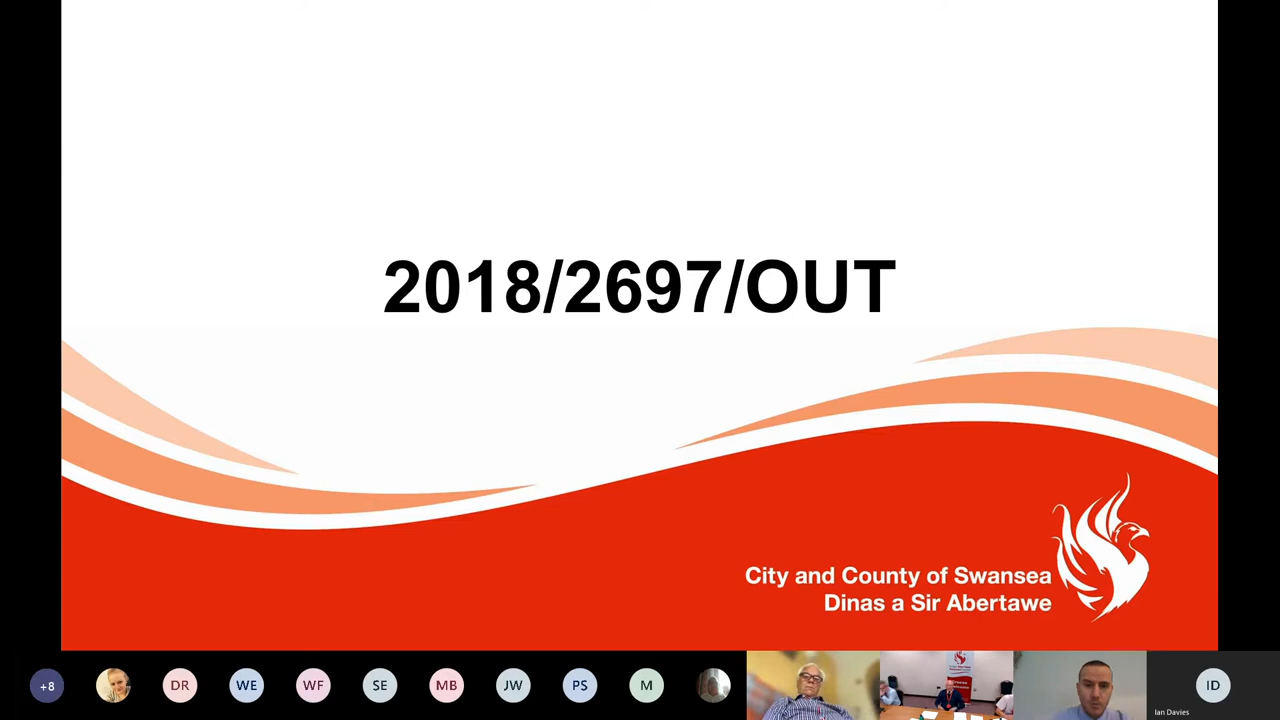 2018/2697/OUT
City and County of Swansea
Dinas a Sir Abertawe
+8
DR
WE
WF
SE
MB
JW
PS
M
ID
Ian Davies